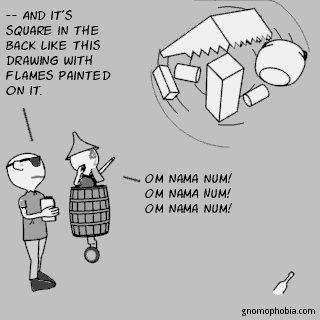 -- AND IT'S
SQUARE IN THE
BACK LIKE THIS
DRAWING WITH
FLAMES PAINTED
ON IT.
OM NAMA NUM!
OM NAMA NUM!
OM NAMA NUM!
gnomophobia.com